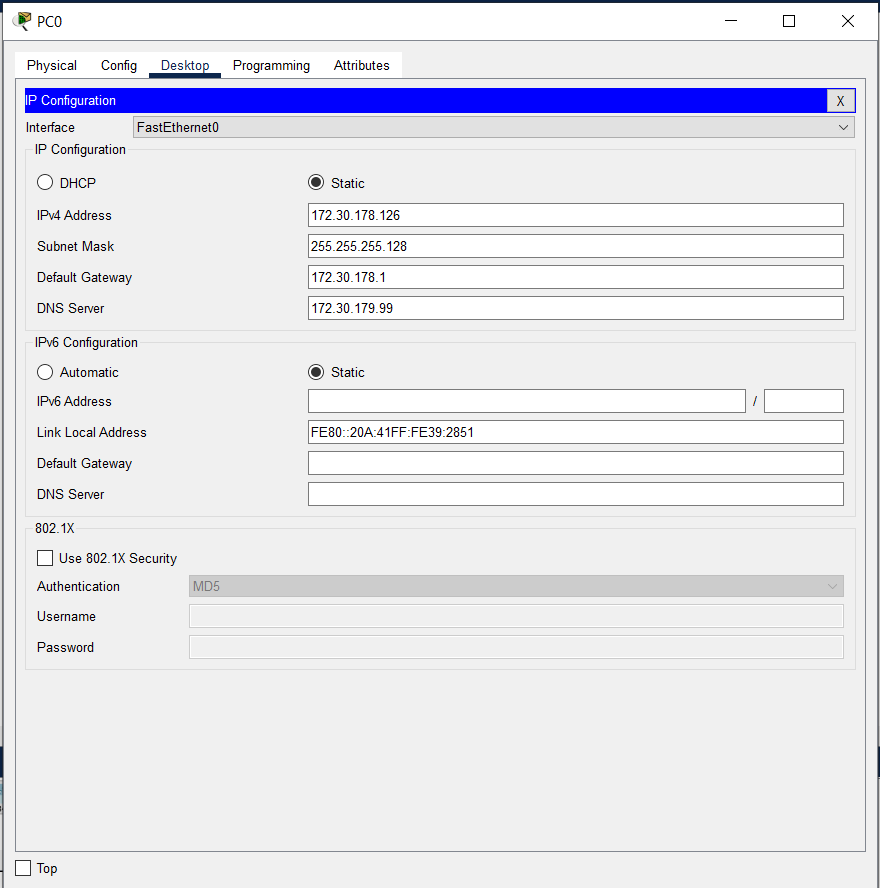 PC0
Physical Config Desktop Programming Attributes
IP Configuration X
Interface FastEthernet0
IP Configuration
DHCP Static
IPv4 Address 172.30.178.126
Subnet Mask 255.255.255.128
Default Gateway 172.30.178.1
DNS Server 172.30.179.99
IPv6 Configuration
Automatic Static
IPv6 Address /
Link Local Address FE80::20A:41FF:FE39:2851
Default Gateway
DNS Server
802.1X
Use 802.1X Security
Authentication MD5
Username
Password
Top